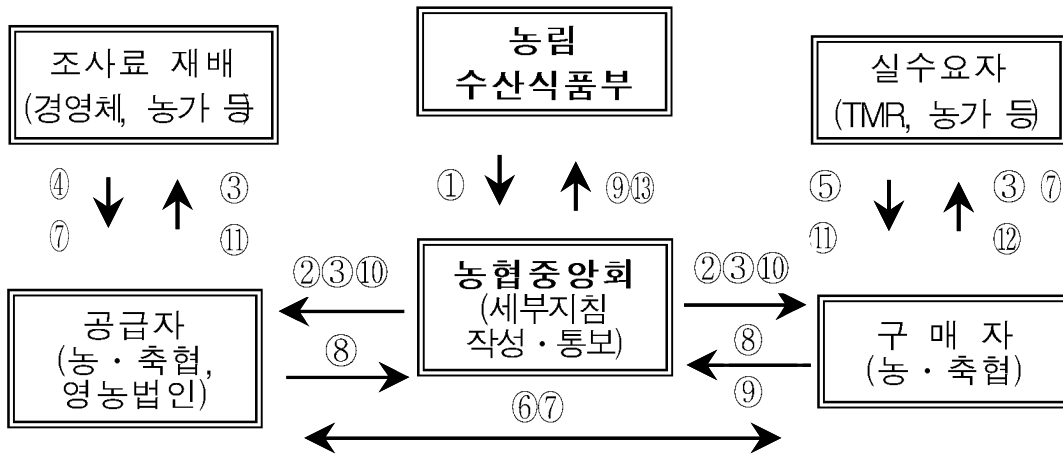 조사료 재배
(경영체, 농가 등)
농림
수산식품부
실수요자
(TMR, 농가 등)
④
⑦
③
⑪
①
⑨⑬
⑤
⑪
③ ⑦
⑫
②③⑩
농협중앙회
(세부지침
작성・통보)
②③⑩
공급자
(농・축협,
영농법인)
⑧
⑧
⑨
구 매 자
(농・축협)
⑥⑦